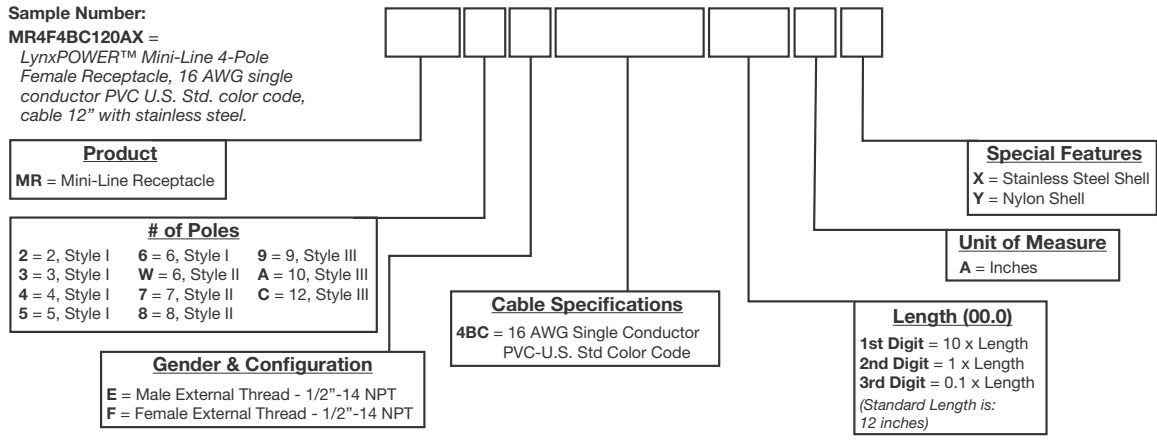 Sample Number:
MR4F4BC120AX =
LynxPOWER™ Mini-Line 4-Pole
Female Receptacle, 16 AWG single
conductor PVC U.S. Std. color code,
cable 12” with stainless steel.
Product
MR = Mini-Line Receptacle
# of Poles
2 = 2, Style I 6 = 6, Style I 9 = 9, Style III
3 = 3, Style I W = 6, Style II A = 10, Style III
4 = 4, Style I 7 = 7, Style II C = 12, Style III
5 = 5, Style I 8 = 8, Style II
Gender & Configuration
E = Male External Thread - 1/2”-14 NPT
F = Female External Thread - 1/2”-14 NPT
Cable Specifications
4BC = 16 AWG Single Conductor
PVC-U.S. Std Color Code
Length (00.0)
1st Digit = 10 x Length
2nd Digit = 1 x Length
3rd Digit = 0.1 x Length
(Standard Length is:
12 inches)
Unit of Measure
A = Inches
Special Features
X = Stainless Steel Shell
Y = Nylon Shell